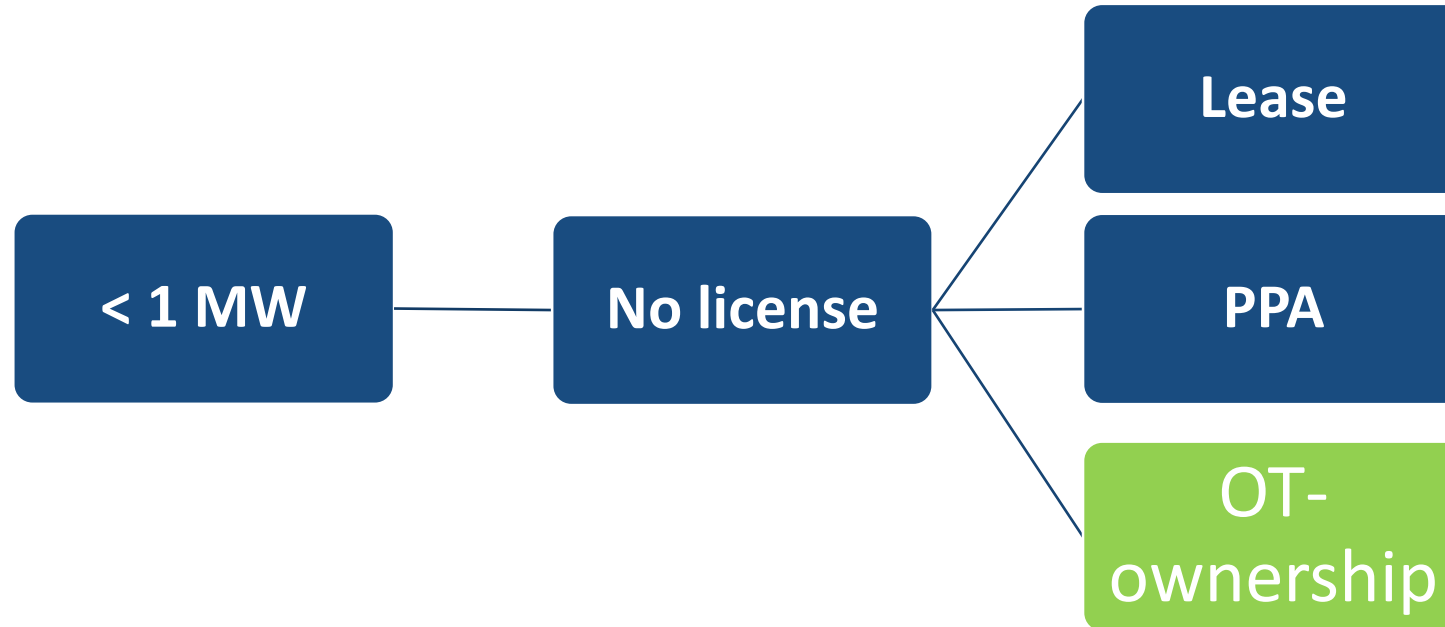 < 1 MW
No license
Lease
PPA
OT-
ownership